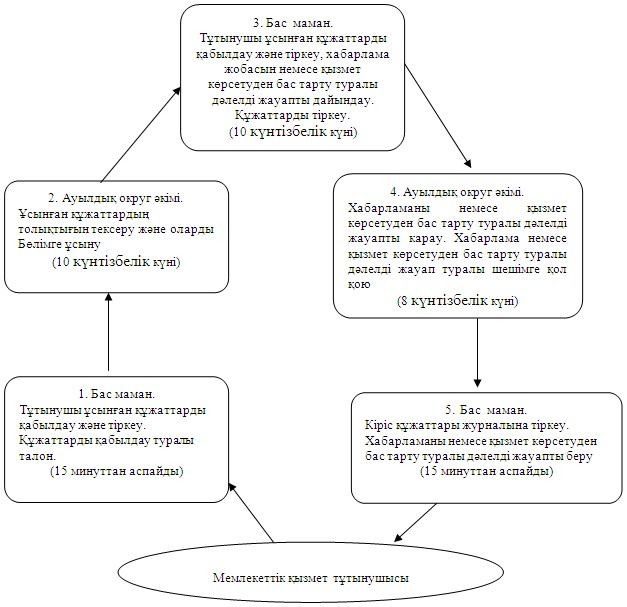 3. Бас маман.
Тұтынушы ұсынған құжаттарды
қабылдау және тіркеу, хабарлама
жобасын немесе қызмет
көрсетуден бас тарту туралы
дәлелді жауапты дайындау.
Құжаттарды тіркеу.
(10 күнтізбелік күні)
2. Ауылдық округ әкімі.
Ұсынған құжаттардың
толықтығын тексеру және оларды
Бөлімге ұсыну
(10 күнтізбелік күні)
4. Ауылдық округ әкімі.
Хабарламаны немесе қызмет
көрсетуден бас тарту туралы дәлелді
жауапты карау. Хабарлама немесе
қызмет көрсетуден бас тарту туралы
дәлелді жауап туралы шешімге қол
қою
(8 күнтізбелік күні)
1. Бас маман.
Тұтынушы ұсынған құжаттарды
қабылдау және тіркеу.
Құжаттарды қабылдау туралы
талон.
(15 минуттан аспайды)
5. Бас маман.
Кіріс құжаттары журналына тіркеу.
Хабарламаны немесе қызмет көрсетуден
бас тарту туралы дәлелді жауапты беру
(15 минуттан аспайды)
Мемлекеттік қызмет тұтынушысы